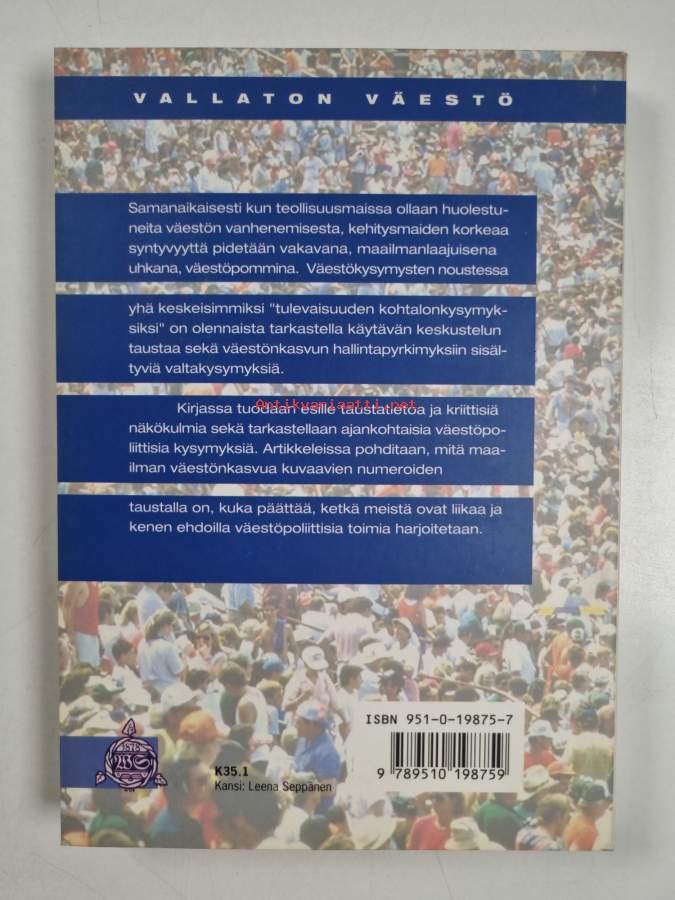 VALLATON VÄESTÖ
Samanaikaisesti kun teollisuusmaissa ollaan huolestu-
neita väestön vanhenemisesta, kehitysmaiden korkeaa
syntyvyyttä pidetään vakavana, maailmanlaajuisena
uhkana, väestöpommina. Väestökysymysten noustessa
yhä keskeisimmiksi "tulevaisuuden kohtalonkysymyk-
siksi" on olennaista tarkastella käytävän keskustelun
taustaa sekä väestönkasvun hallintapyrkimyksiin sisäl-
tyviä valtakysymyksiä.
Antikvariaatti.net
Kirjassa tuodaan esille taustatietoa ja kriittisiä
näkökulmia sekä tarkastellaan ajankohtaisia väestöpo-
liittisia kysymyksiä. Artikkeleissa pohditaan, mitä maa-
ilman väestönkasvua kuvaavien numeroiden
taustalla on, kuka päättää, ketkä meistä ovat liikaa ja
kenen ehdoilla väestöpoliittisia toimia harjoitetaan.
ISBN 951-0-19875-7
9 789510 198759
1878
WS
K35.1
Kansi: Leena Seppänen